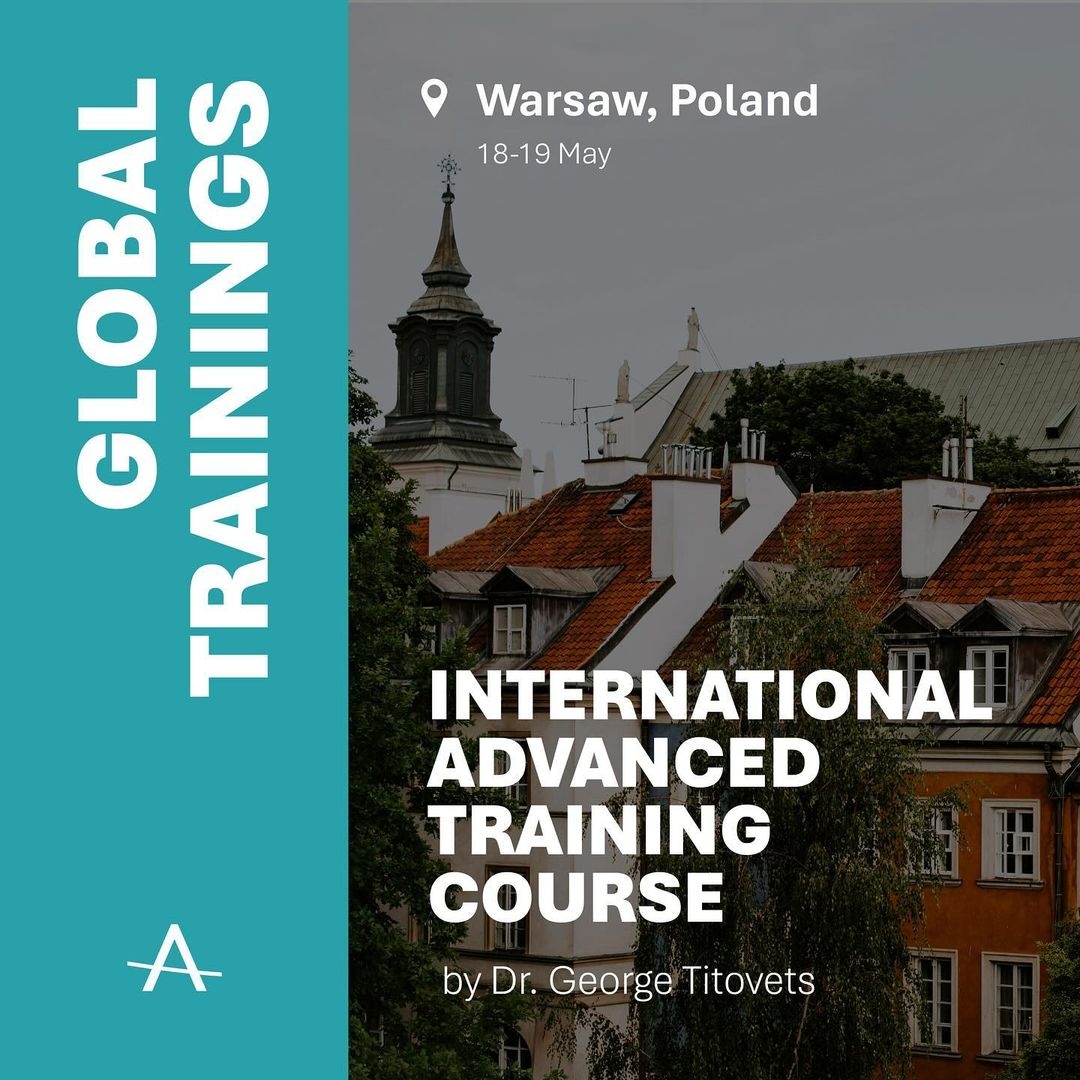 GLOBAL
TRAININGS
Warsaw, Poland
18-19 May
INTERNATIONAL
ADVANCED
TRAINING
COURSE
by Dr. George Titovets